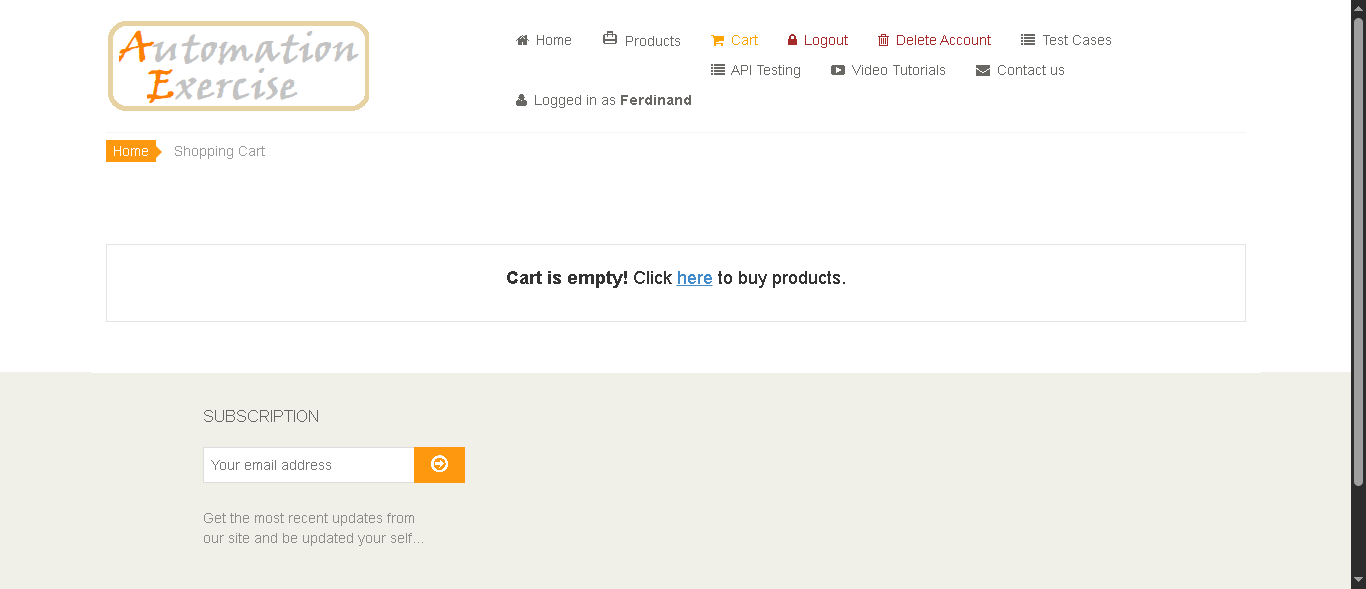 Automation
Exercise
Home Products Cart Logout Delete Account Test Cases
API Testing Video Tutorials Contact us
Logged in as Ferdinand
Home Shopping Cart
Cart is empty! Click here to buy products.
SUBSCRIPTION
Your email address
Get the most recent updates from
our site and be updated your self...